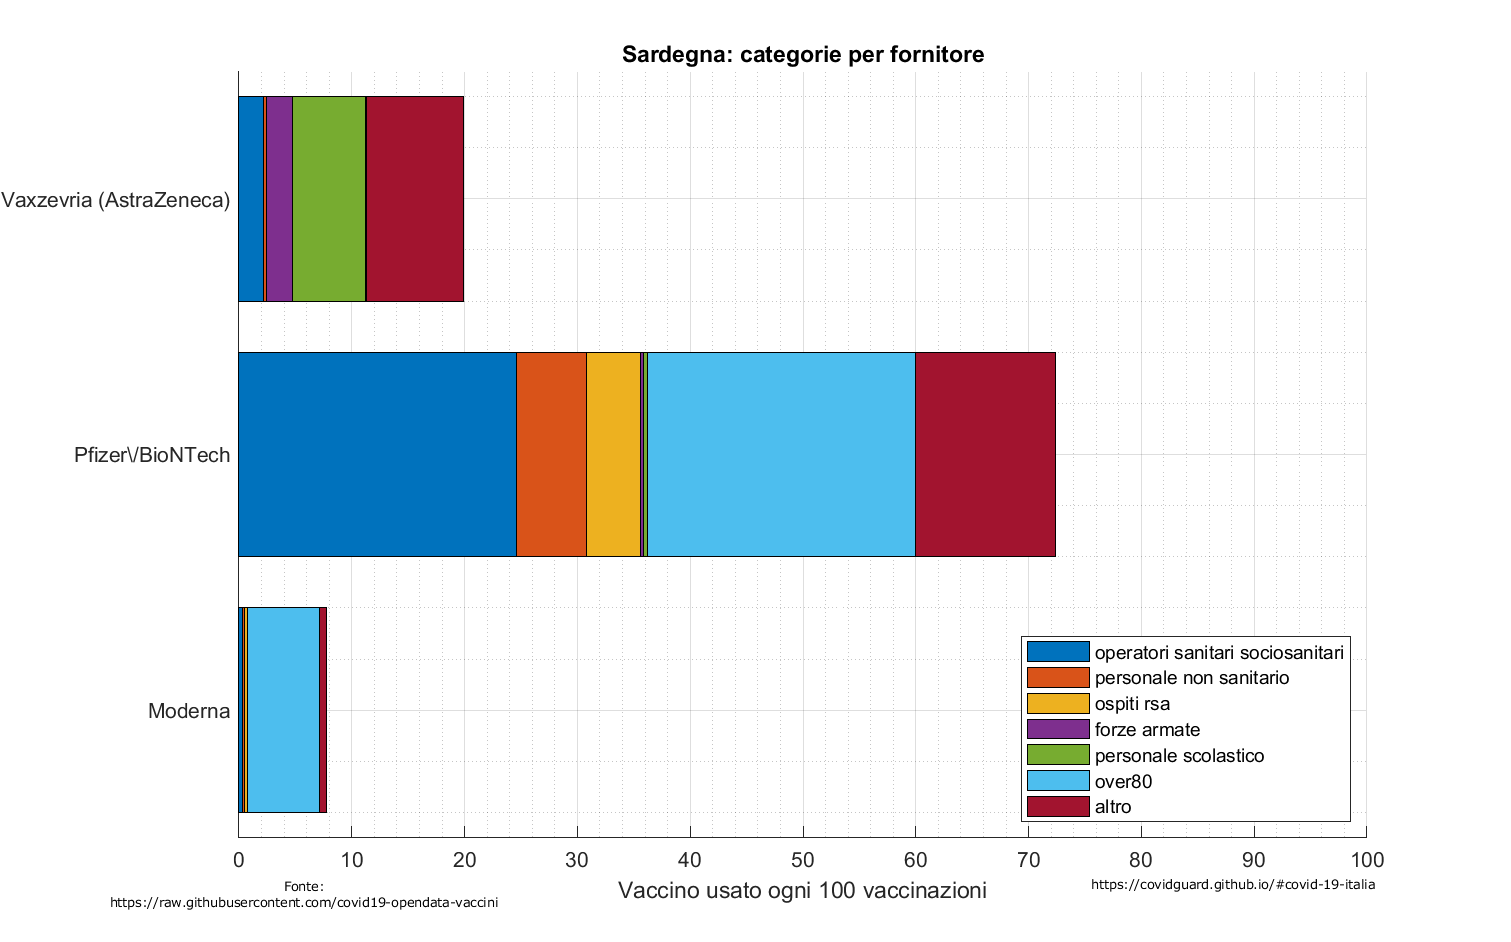 Sardegna: categorie per fornitore
Vaxzevria (AstraZeneca)
Pfizer\/BioNTech
Moderna
operatori sanitari sociosanitari
personale non sanitario
ospiti rsa
forze armate
personale scolastico
over80
altro
0 10 20 30 40 50 60 70 80 90 100
Vaccino usato ogni 100 vaccinazioni
Fonte:
https://raw.githubusercontent.com/covid19-opendata-vaccini
https://covidguard.github.io/#covid-19-italia